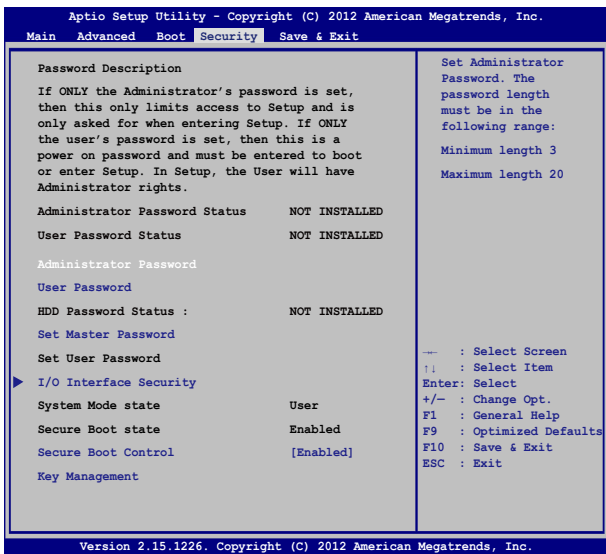 Aptio Setup Utility - Copyright (C) 2012 American Megatrends, Inc.
Main Advanced Boot Security Save & Exit
Password Description
If ONLY the Administrator's password is set,
then this only limits access to Setup and is
only asked for when entering Setup. If ONLY
the user's password is set, then this is a
power on password and must be entered to boot
or enter Setup. In Setup, the User will have
Administrator rights.
Administrator Password Status NOT INSTALLED
User Password Status NOT INSTALLED
Administrator Password
User Password
HDD Password Status : NOT INSTALLED
Set Master Password
Set User Password
I/O Interface Security
System Mode state User
Secure Boot state Enabled
Secure Boot Control [Enabled]
Key Management
Set Administrator
Password. The
password length
must be in the
following range:
Minimum length 3
Maximum length 20
→← : Select Screen
↑↓ : Select Item
Enter: Select
+/— : Change Opt.
F1 : General Help
F9 : Optimized Defaults
F10 : Save & Exit
ESC : Exit
Version 2.15.1226. Copyright (C) 2012 American Megatrends, Inc.